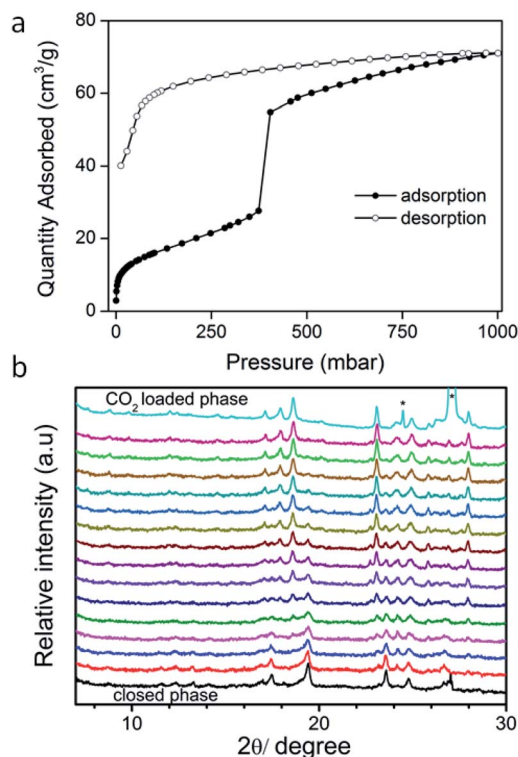 a
80
60
40
20
0
Quantity Adsorbed (cm³/g)
adsorption
desorption
0 250 500 750 1000
Pressure (mbar)
b
CO₂ loaded phase
*
*
Relative intensity (a.u)
closed phase
10 20 30
2θ/ degree